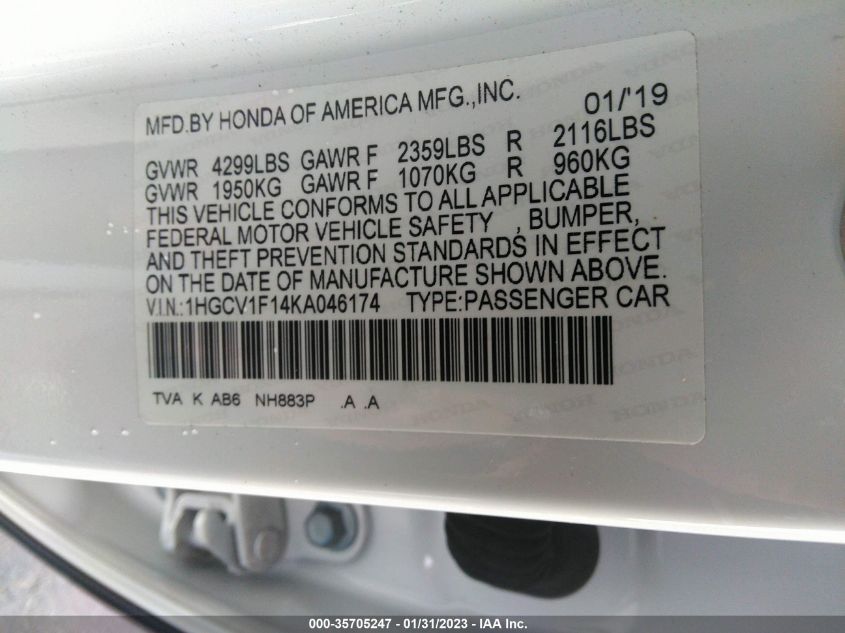 MFD.BY HONDA OF AMERICA MFG.,INC. 01/'19
GVWR 4299LBS GAWR F 2359LBS R 2116LBS
GVWR 1950KG GAWR F 1070KG R 960KG
THIS VEHICLE CONFORMS TO ALL APPLICABLE
FEDERAL MOTOR VEHICLE SAFETY , BUMPER,
AND THEFT PREVENTION STANDARDS IN EFFECT
ON THE DATE OF MANUFACTURE SHOWN ABOVE.
V.I.N.:1HGCV1F14KA046174 TYPE:PASSENGER CAR
TVA K AB6 NH883P .A .A
000-35705247 - 01/31/2023 - IAA Inc.